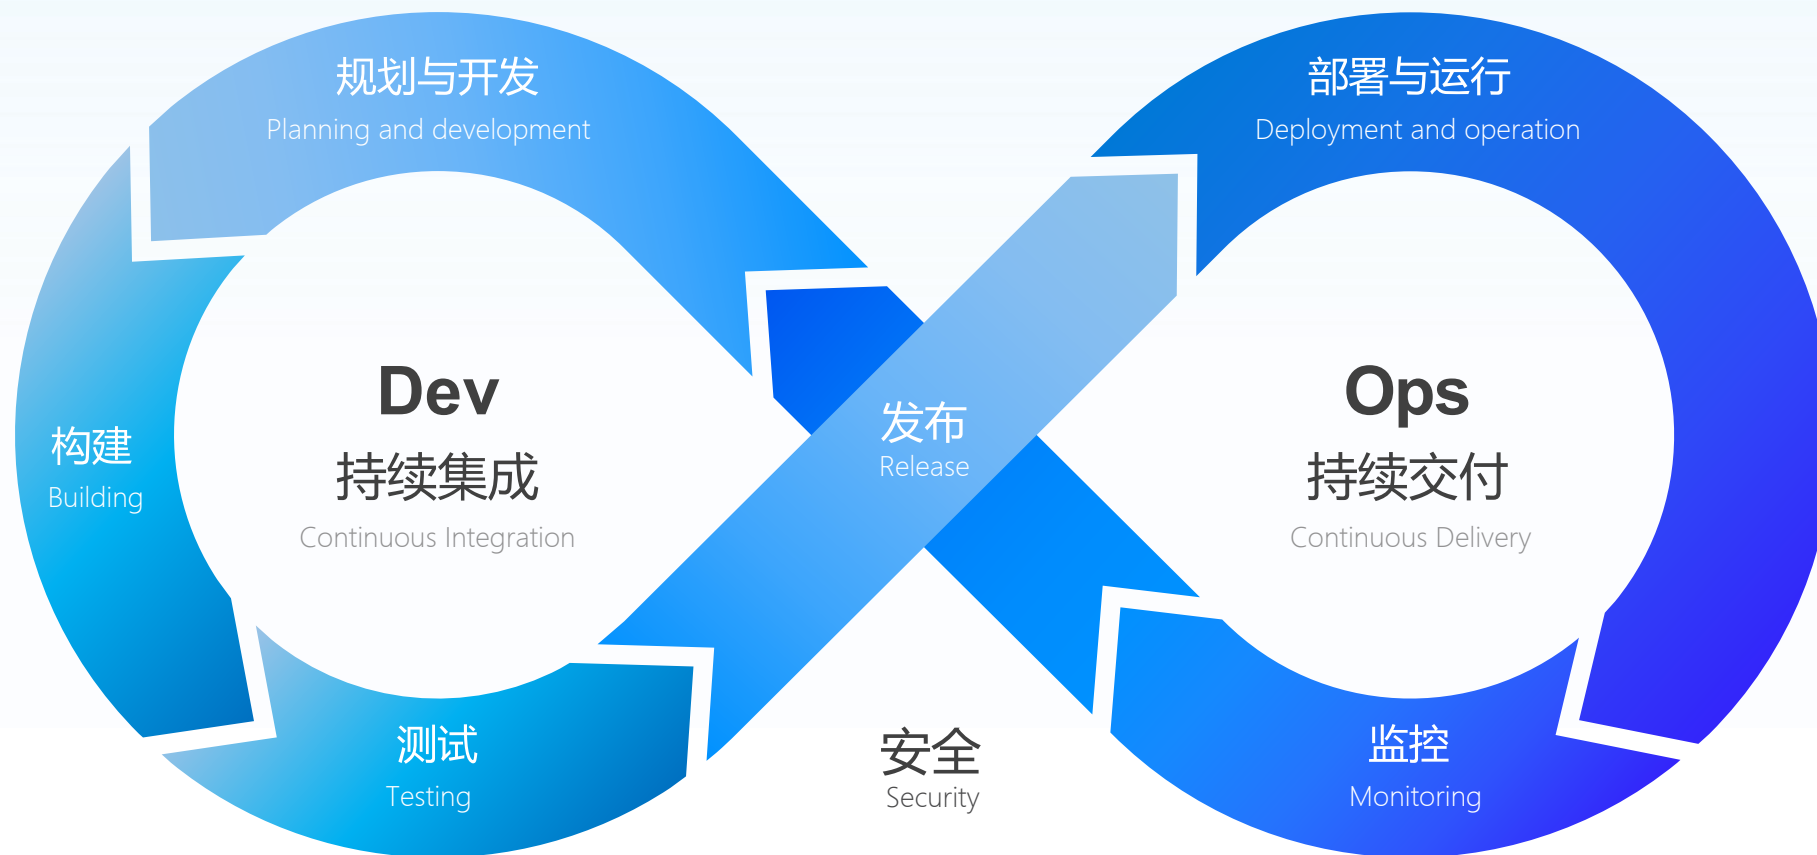 规划与开发
Planning and development
部署与运行
Deployment and operation
Dev
持续集成
Continuous Integration
构建
Building
发布
Release
Ops
持续交付
Continuous Delivery
测试
Testing
安全
Security
监控
Monitoring